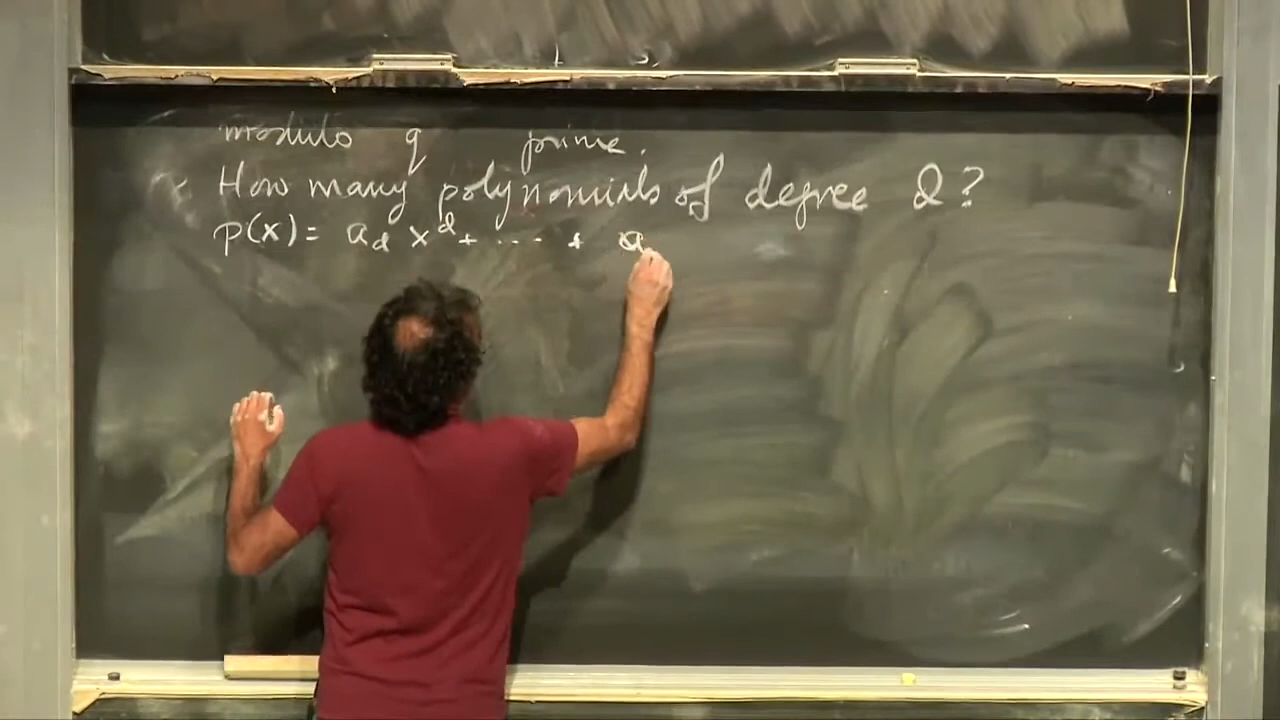 modulo q prime.
How many polynomials of degree d?
p(x) = a_d x^d + ... + a